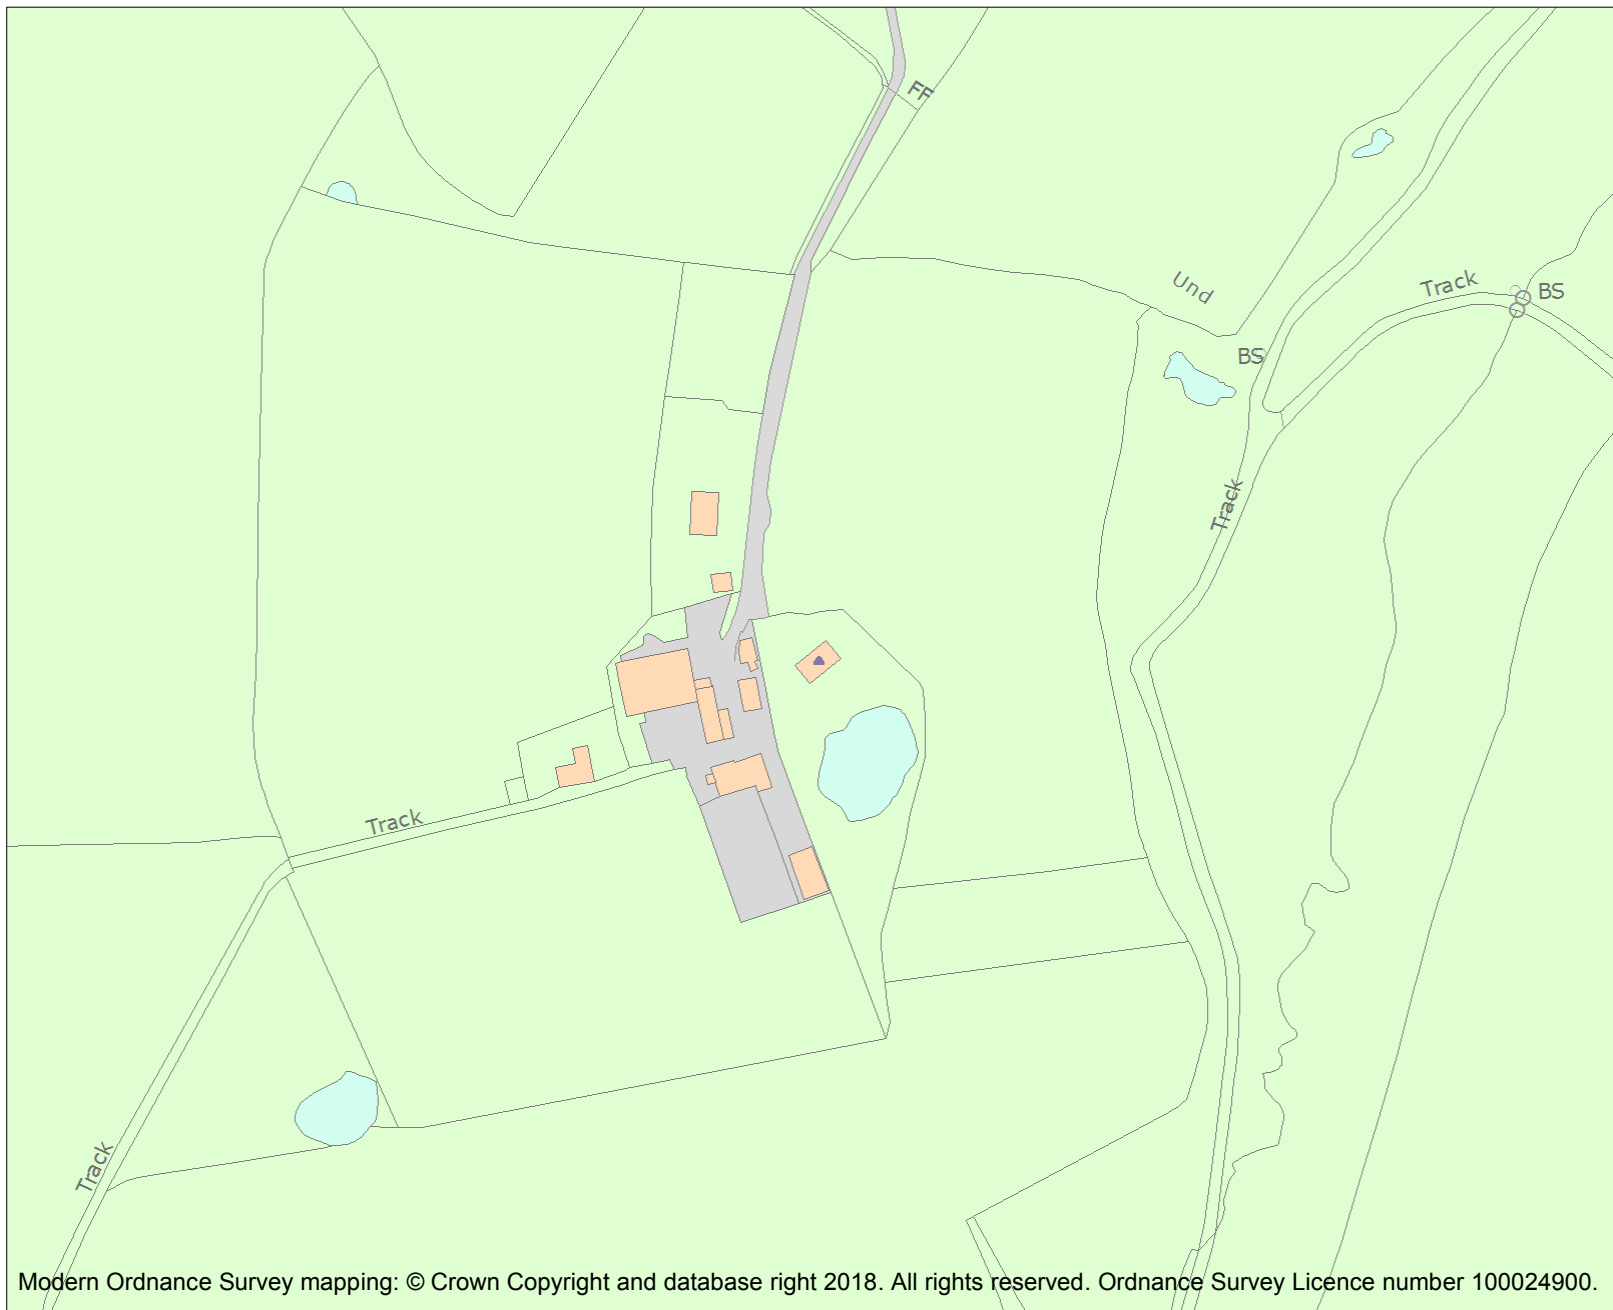 FF
Und
Track
BS
BS
Track
Track
Track
Modern Ordnance Survey mapping: © Crown Copyright and database right 2018. All rights reserved. Ordnance Survey Licence number 100024900.